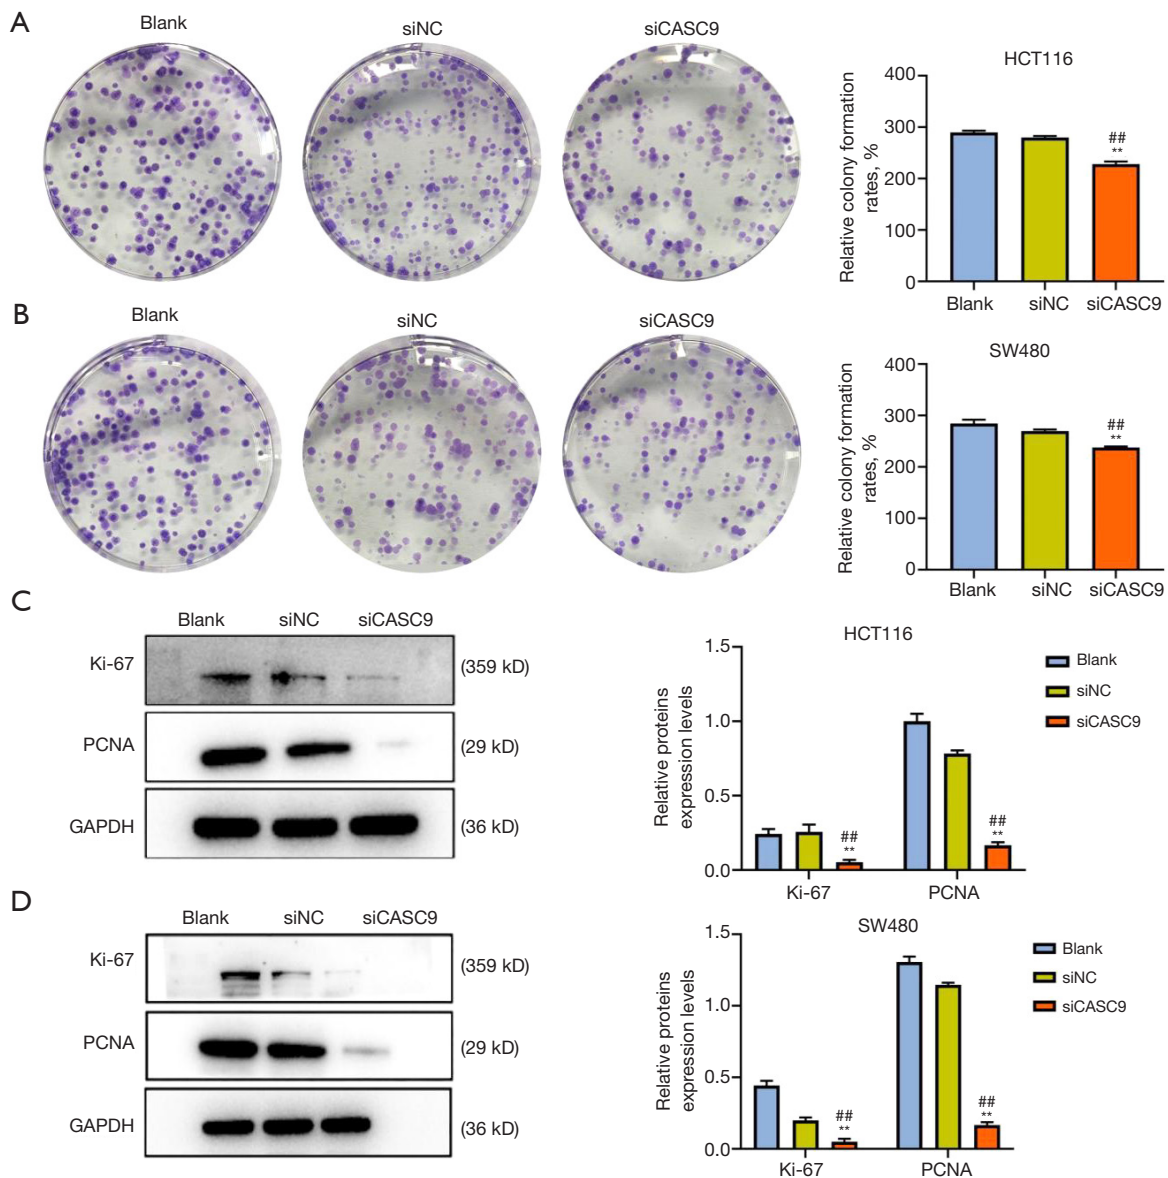 A
Blank
siNC
siCASC9
HCT116
Relative colony formation
rates, %
400
300
200
100
0
Blank
siNC
siCASC9
##
**
B
Blank
siNC
siCASC9
SW480
Relative colony formation
rates, %
400
300
200
100
0
Blank
siNC
siCASC9
##
**
C
Blank
siNC
siCASC9
Ki-67
(359 kD)
PCNA
(29 kD)
GAPDH
(36 kD)
HCT116
Relative proteins
expression levels
1.5
1.0
0.5
0.0
##
**
##
**
Ki-67
PCNA
Blank
siNC
siCASC9
D
Blank
siNC
siCASC9
Ki-67
(359 kD)
PCNA
(29 kD)
GAPDH
(36 kD)
SW480
Relative proteins
expression levels
1.5
1.0
0.5
0.0
##
**
##
**
Ki-67
PCNA
Blank
siNC
siCASC9